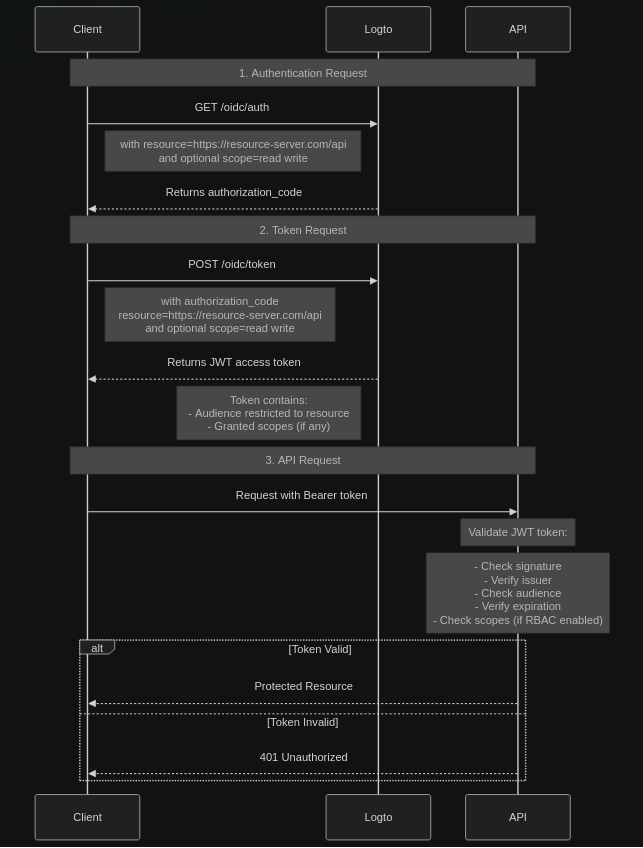 Client
Logto
API
1. Authentication Request
GET /oidc/auth
with resource=https://resource-server.com/api
and optional scope=read write
Returns authorization_code
2. Token Request
POST /oidc/token
with authorization_code
resource=https://resource-server.com/api
and optional scope=read write
Returns JWT access token
Token contains:
- Audience restricted to resource
- Granted scopes (if any)
3. API Request
Request with Bearer token
Validate JWT token:
- Check signature
- Verify issuer
- Check audience
- Verify expiration
- Check scopes (if RBAC enabled)
alt
[Token Valid]
Protected Resource
[Token Invalid]
401 Unauthorized
Client
Logto
API